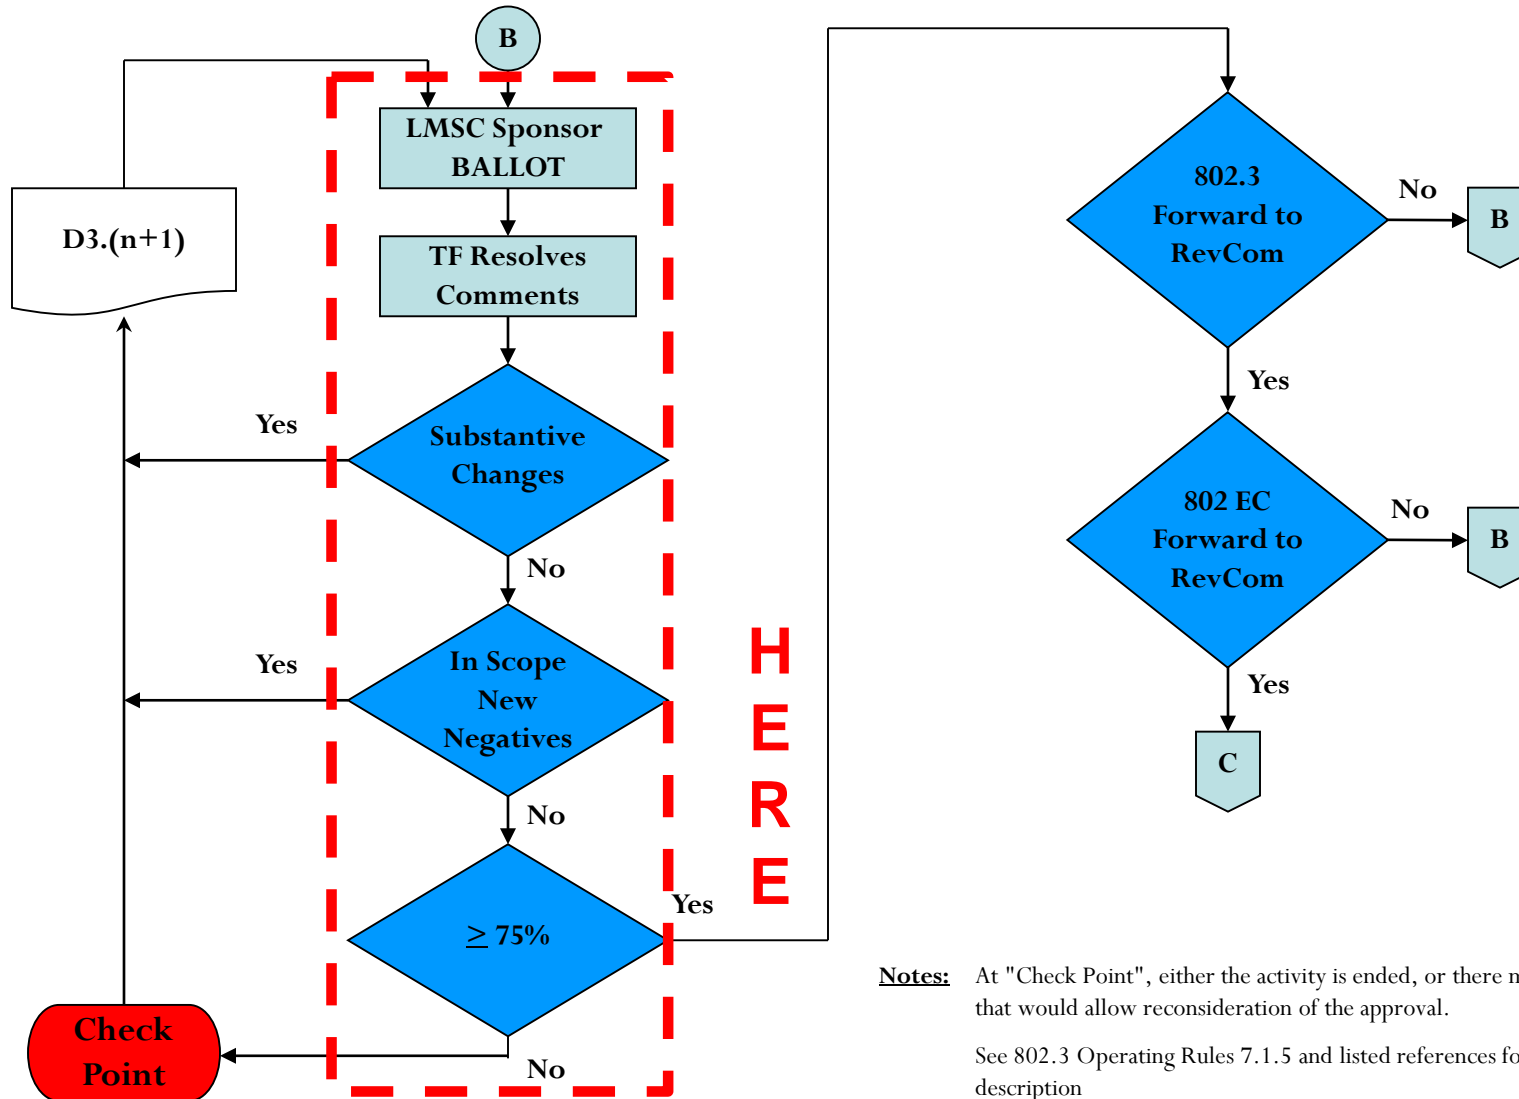 B
LMSC Sponsor
BALLOT
TF Resolves
Comments
D3.(n+1)
Substantive
Changes
Yes
No
In Scope
New
Negatives
Yes
No
≥ 75%
Yes
No
Check
Point
H
E
R
E
802.3
Forward to
RevCom
No
B
Yes
802 EC
Forward to
RevCom
No
B
Yes
C
Notes: At "Check Point", either the activity is ended, or there
that would allow reconsideration of the approval.
See 802.3 Operating Rules 7.1.5 and listed references
description